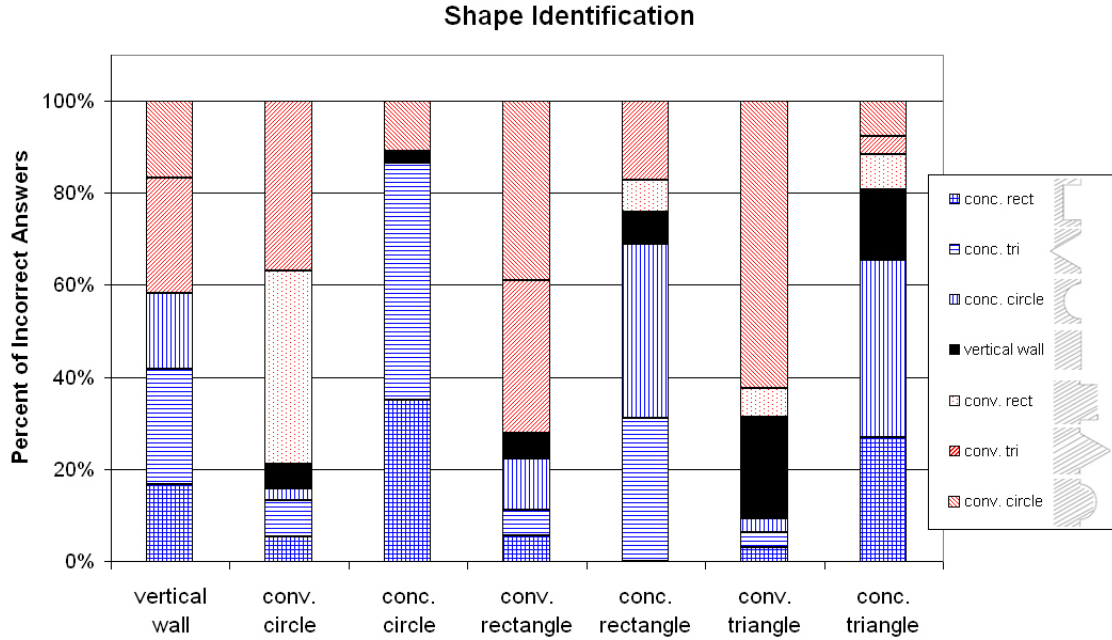 Shape Identification
Percent of Incorrect Answers
100%
80%
60%
40%
20%
0%
vertical wall
conv. circle
conc. circle
conv. rectangle
conc. rectangle
conv. triangle
conc. triangle
conc. rect
conc. tri
conc. circle
vertical wall
conv. rect
conv. tri
conv. circle